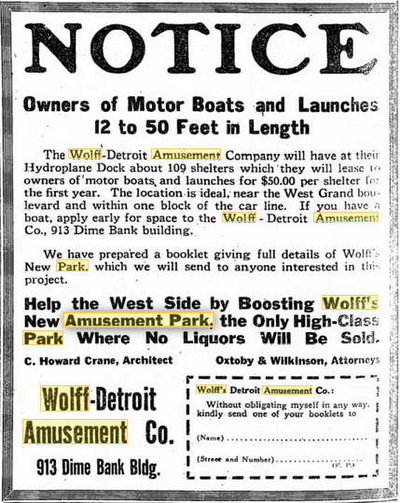 NOTICE
Owners of Motor Boats and Launches
12 to 50 Feet in Length
The Wolff-Detroit Amusement Company will have at their
Hydroplane Dock about 109 shelters which they will lease to
owners of motor boats and launches for $50.00 per shelter for
the first year. The location is ideal, near the West Grand bou-
levard and within one block of the car line. If you have a
boat, apply early for space to the Wolff - Detroit Amusement
Co., 913 Dime Bank building.
We have prepared a booklet giving full details of Wolff's
New Park, which we will send to anyone interested in this
project.
Help the West Side by Boosting Wolff's
New Amusement Park, the Only High-Class
Park Where No Liquors Will Be Sold.
C. Howard Crane, Architect Oxtoby & Wilkinson, Attorneys
Wolff-Detroit
Amusement Co.
913 Dime Bank Bldg.
Wolff's Detroit Amusement Co.:
Without obligating myself in any way,
kindly send one of your booklets to
(Name)
(Street and Number)
(F. P.)